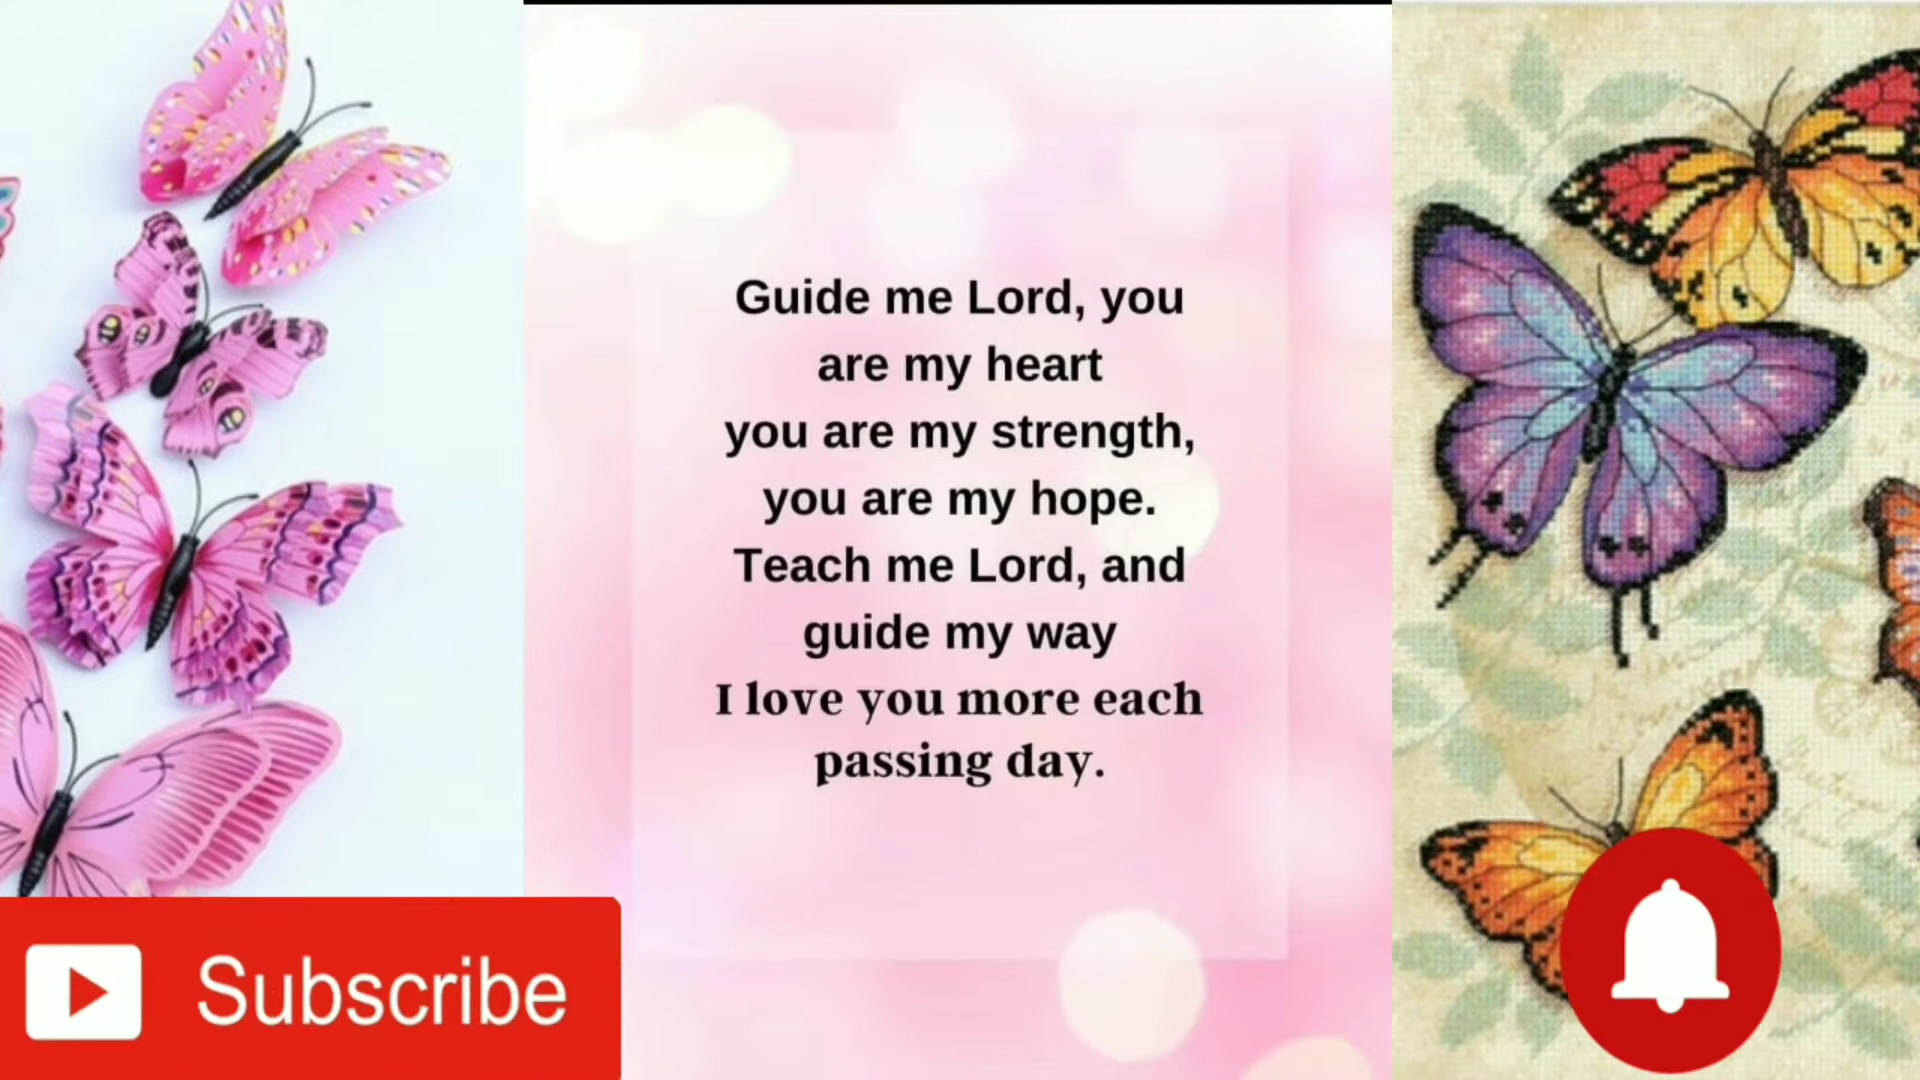 Guide me Lord, you
are my heart
you are my strength,
you are my hope.
Teach me Lord, and
guide my way
I love you more each
passing day.
Subscribe